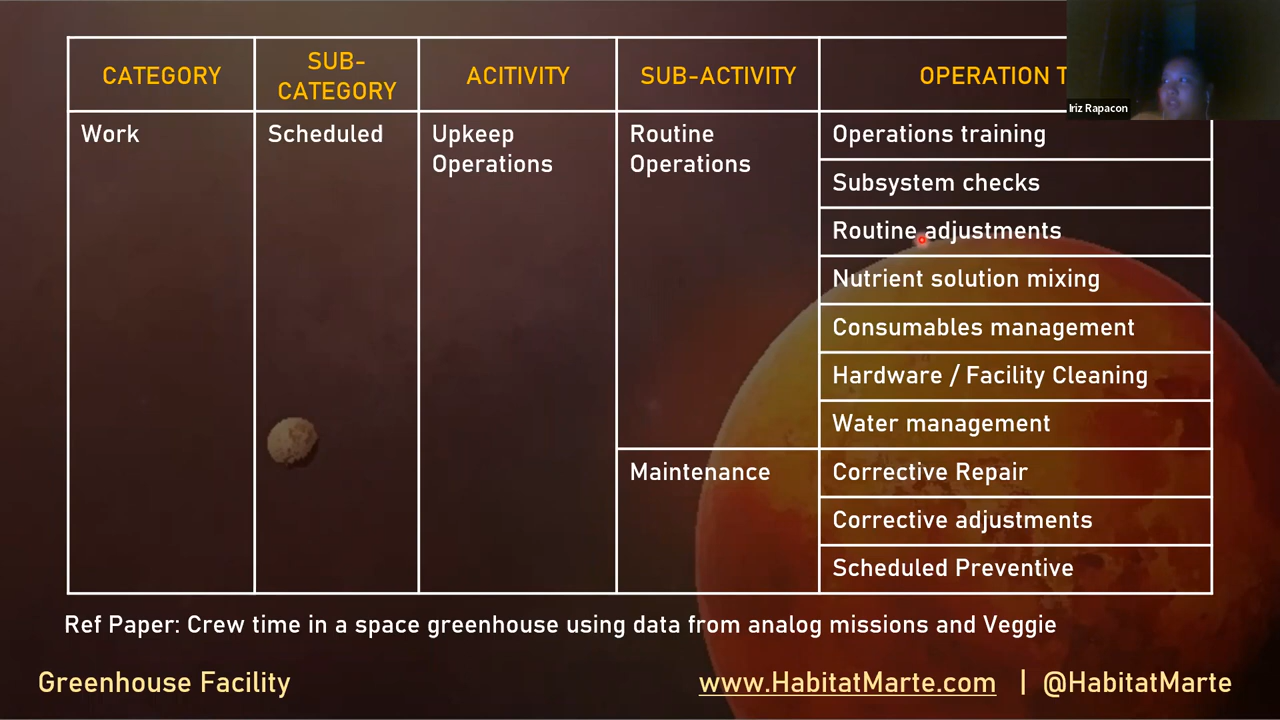 CATEGORY
SUB-
CATEGORY
ACITIVITY
SUB-ACTIVITY
OPERATION
Iriz Rapacon
Work
Scheduled
Upkeep
Operations
Routine
Operations
Operations training
Subsystem checks
Routine adjustments
Nutrient solution mixing
Consumables management
Hardware / Facility Cleaning
Water management
Maintenance
Corrective Repair
Corrective adjustments
Scheduled Preventive
Ref Paper: Crew time in a space greenhouse using data from analog missions and Veggie
Greenhouse Facility
www.HabitatMarte.com | @HabitatMarte